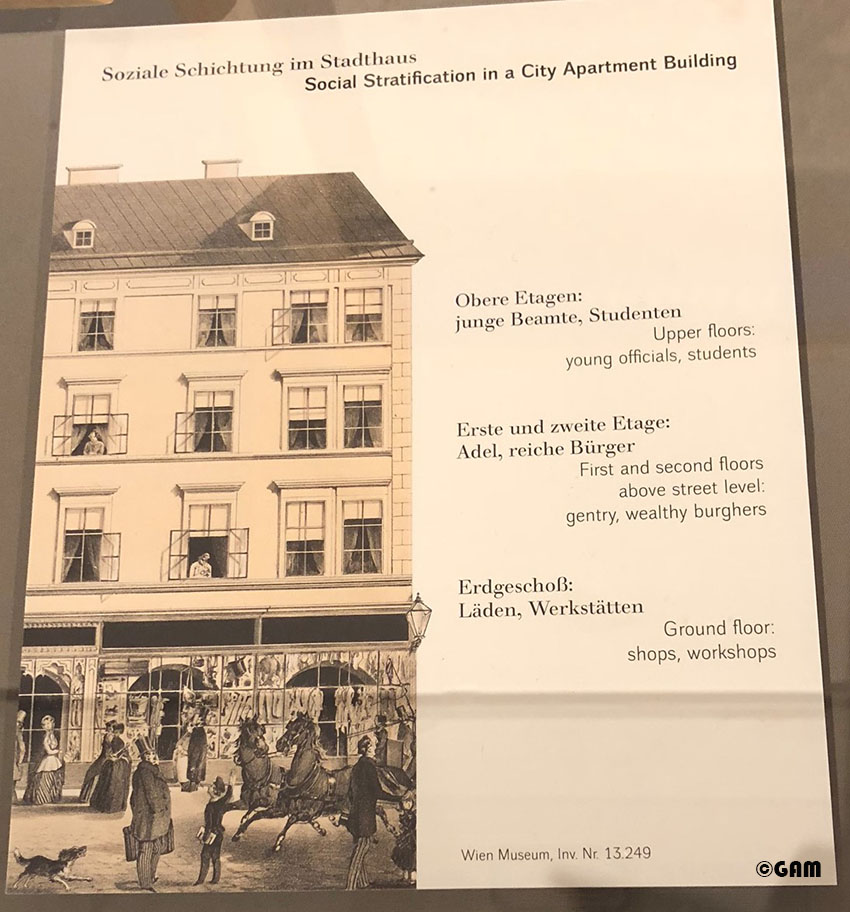 Soziale Schichtung im Stadthaus
Social Stratification in a City Apartment Building
Obere Etagen:
junge Beamte, Studenten
Upper floors:
young officials, students
Erste und zweite Etage:
Adel, reiche Bürger
First and second floors
above street level:
gentry, wealthy burghers
Erdgeschoß:
Läden, Werkstätten
Ground floor:
shops, workshops
Wien Museum, Inv. Nr. 13.249
©GAM